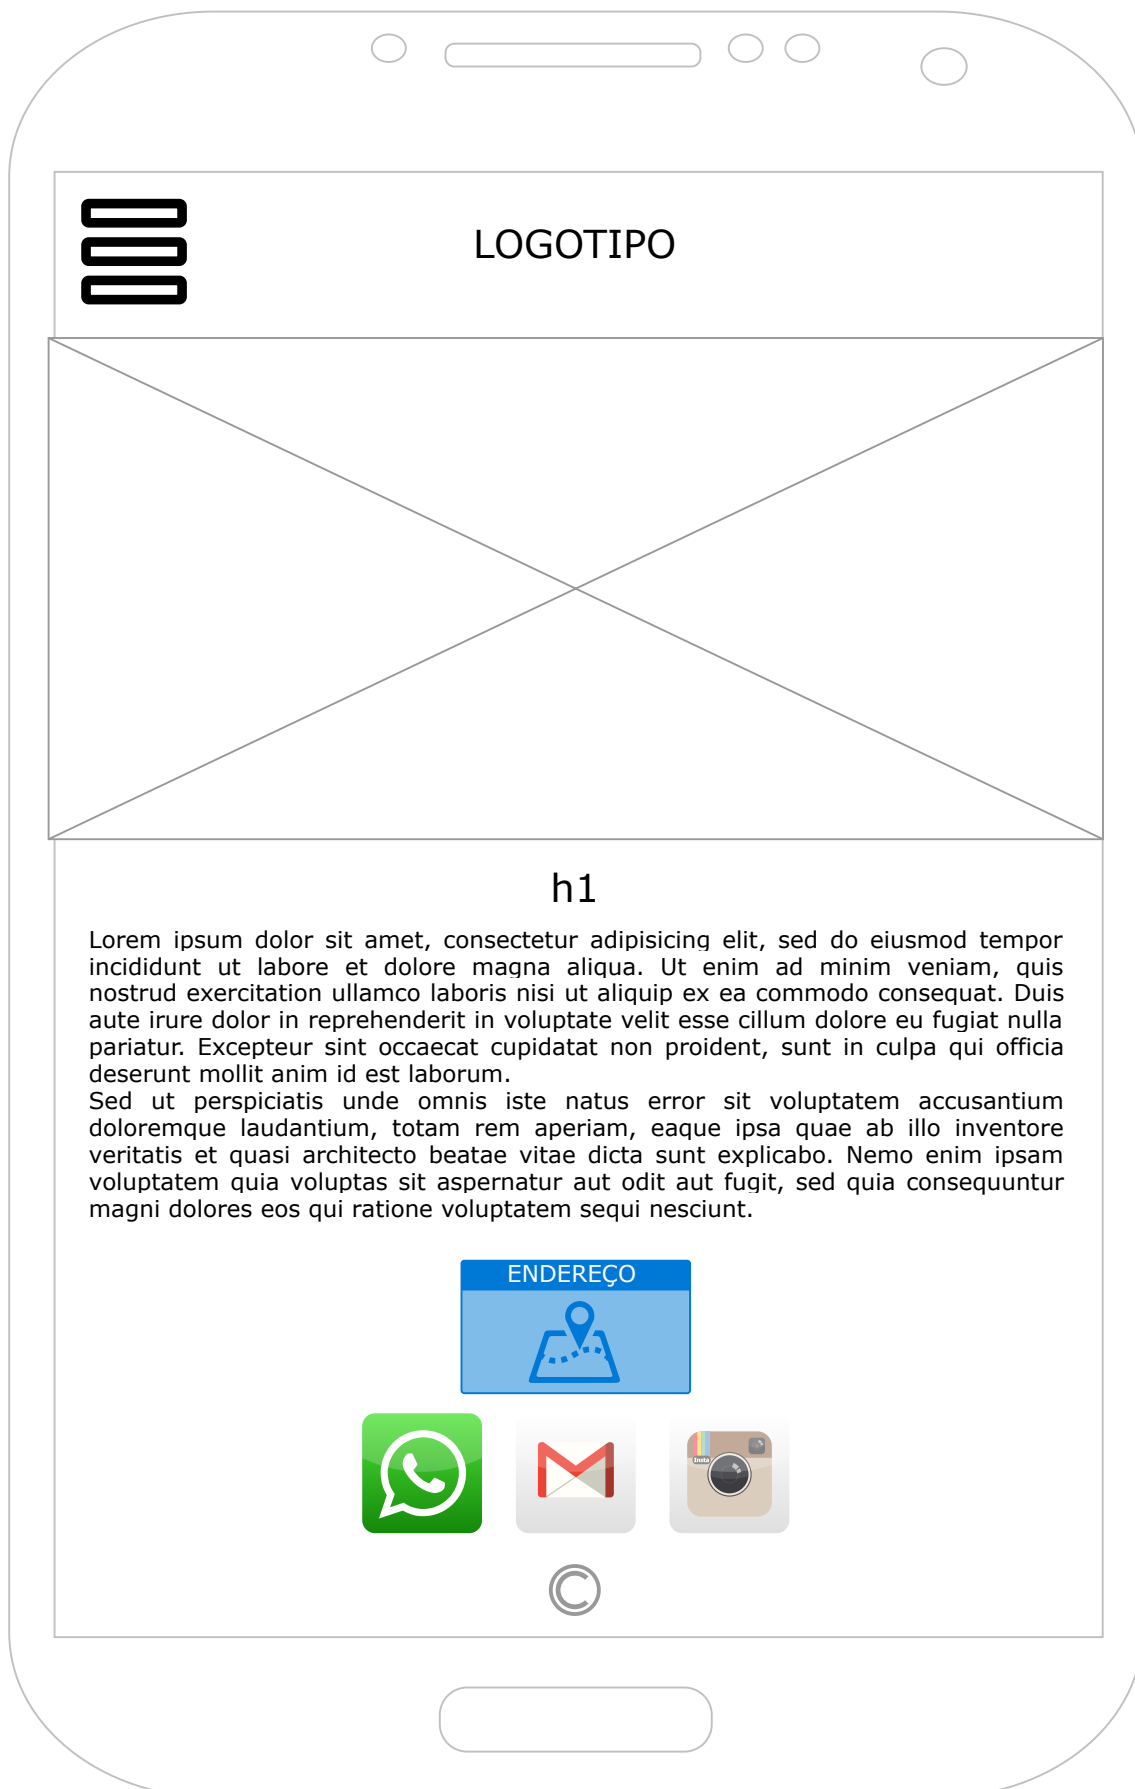 LOGOTIPO
h1
Lorem ipsum dolor sit amet, consectetur adipisicing elit, sed do eiusmod tempor
incididunt ut labore et dolore magna aliqua. Ut enim ad minim veniam, quis
nostrud exercitation ullamco laboris nisi ut aliquip ex ea commodo consequat. Duis
aute irure dolor in reprehenderit in voluptate velit esse cillum dolore eu fugiat nulla
pariatur. Excepteur sint occaecat cupidatat non proident, sunt in culpa qui officia
deserunt mollit anim id est laborum.
Sed ut perspiciatis unde omnis iste natus error sit voluptatem accusantium
doloremque laudantium, totam rem aperiam, eaque ipsa quae ab illo inventore
veritatis et quasi architecto beatae vitae dicta sunt explicabo. Nemo enim ipsam
voluptatem quia voluptas sit aspernatur aut odit aut fugit, sed quia consequuntur
magni dolores eos qui ratione voluptatem sequi nesciunt.
ENDEREÇO
Insta
©